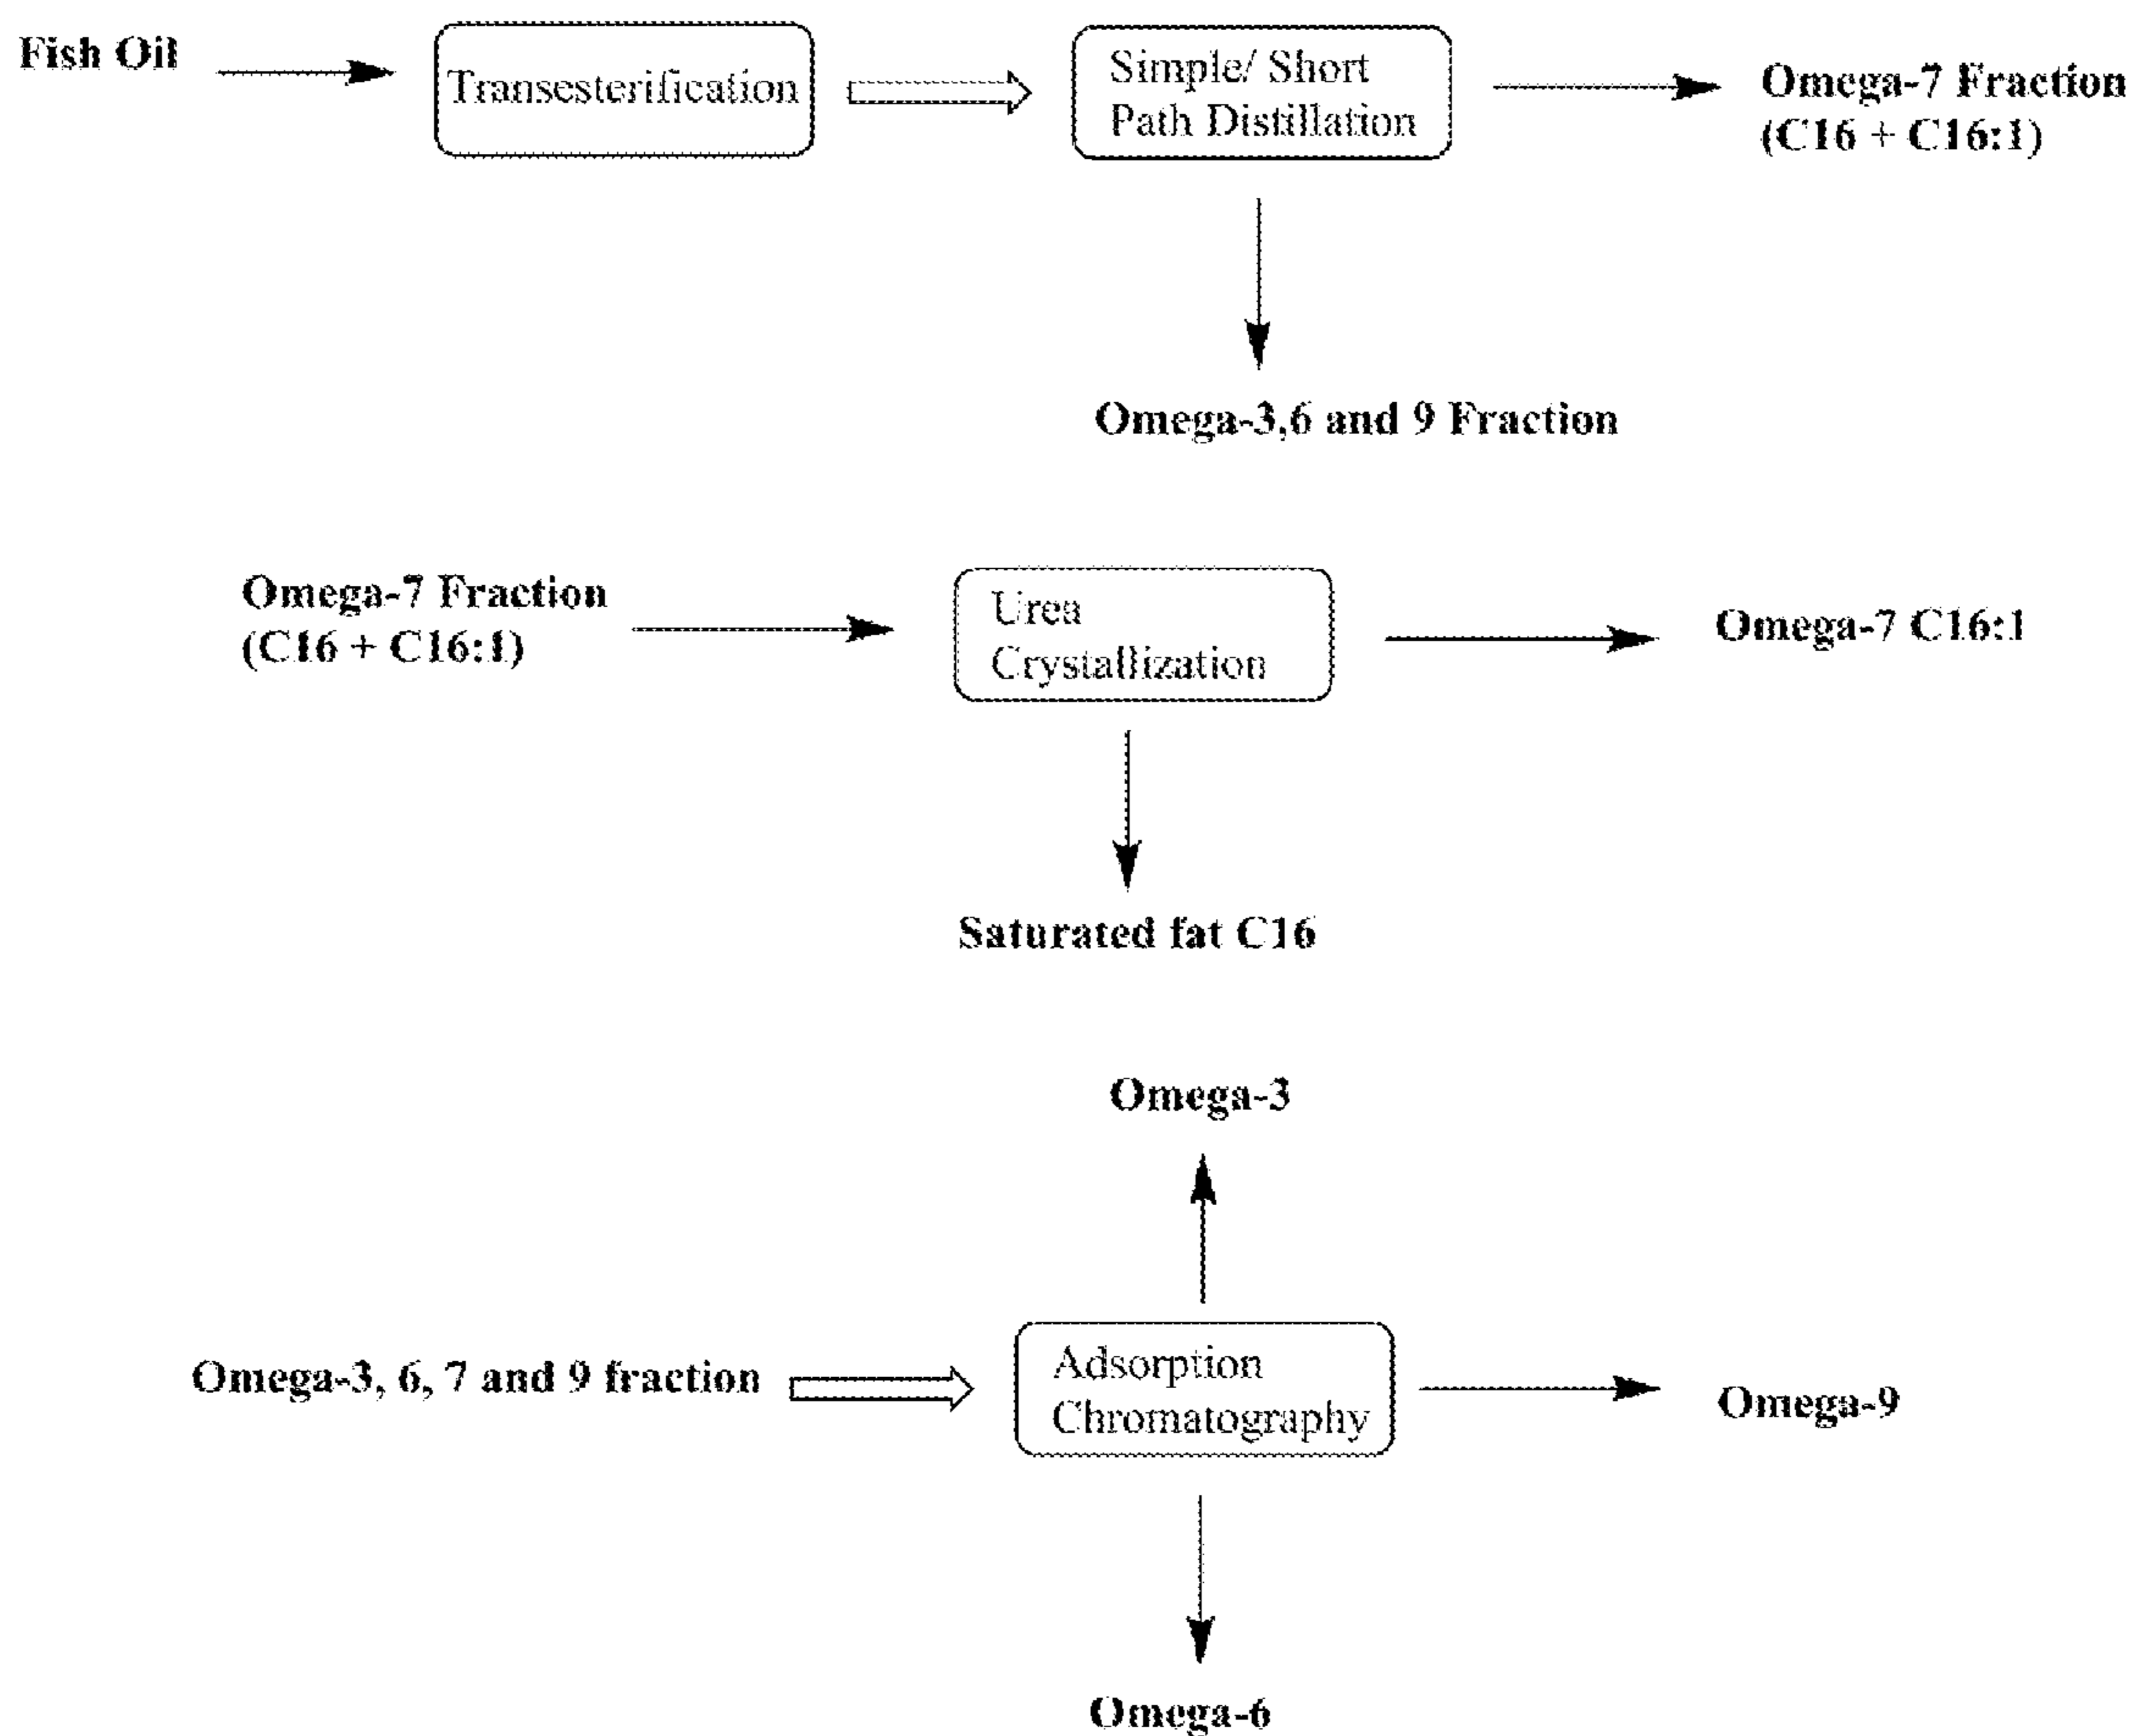 Fish Oil
Transesterification
Simple/ Short
Path Distillation
Omega-7 Fraction
(C16 + C16:1)
Omega-3,6 and 9 Fraction
Omega-7 Fraction
(C16 + C16:1)
Urea
Crystallization
Omega-7 C16:1
Saturated fat C16
Omega-3
Omega-3, 6, 7 and 9 fraction
Adsorption
Chromatography
Omega-9
Omega-6